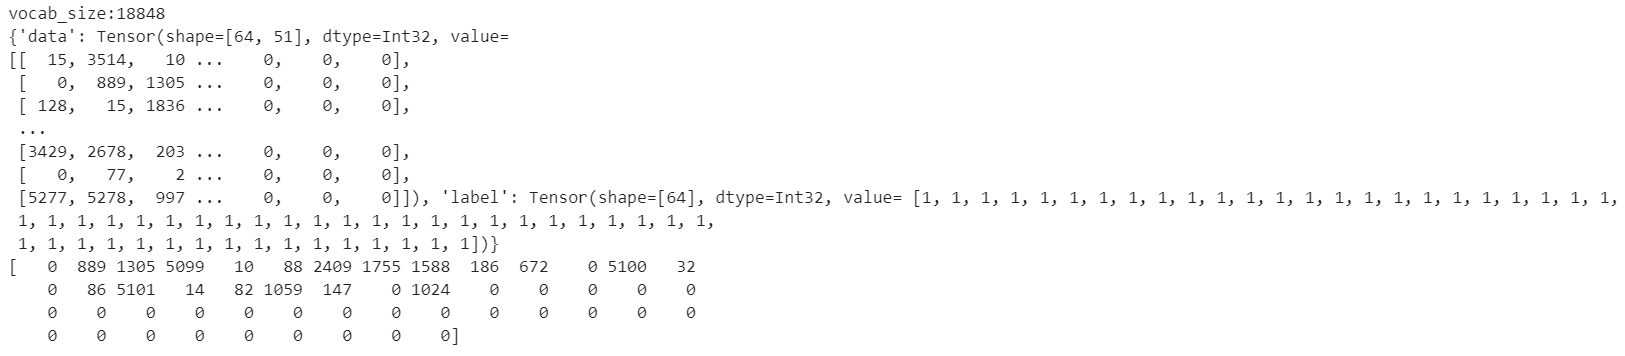 vocab_size:18848
{'data': Tensor(shape=[64, 51], dtype=Int32, value=
[[  15, 3514,   10 ...    0,    0,    0],
 [   0,  889, 1305 ...    0,    0,    0],
 [ 128,   15, 1836 ...    0,    0,    0],
 ...
 [3429, 2678,  203 ...    0,    0,    0],
 [   0,   77,    2 ...    0,    0,    0],
 [5277, 5278,  997 ...    0,    0,    0]]), 'label': Tensor(shape=[64], dtype=Int32, value= [1, 1, 1, 1, 1, 1, 1, 1, 1, 1, 1, 1, 1, 1, 1, 1, 1, 1, 1, 1, 1, 1, 1, 1,
 1, 1, 1, 1, 1, 1, 1, 1, 1, 1, 1, 1, 1, 1, 1, 1, 1, 1, 1, 1, 1, 1, 1, 1,
 1, 1, 1, 1, 1, 1, 1, 1, 1, 1, 1, 1, 1, 1, 1, 1])}
[   0  889 1305 5099   10   88 2409 1755 1588  186  672    0 5100   32
    0   86 5101   14   82 1059  147    0 1024    0    0    0    0    0
    0    0    0    0    0    0    0    0    0    0    0    0    0    0
    0    0    0    0    0    0    0    0    0]